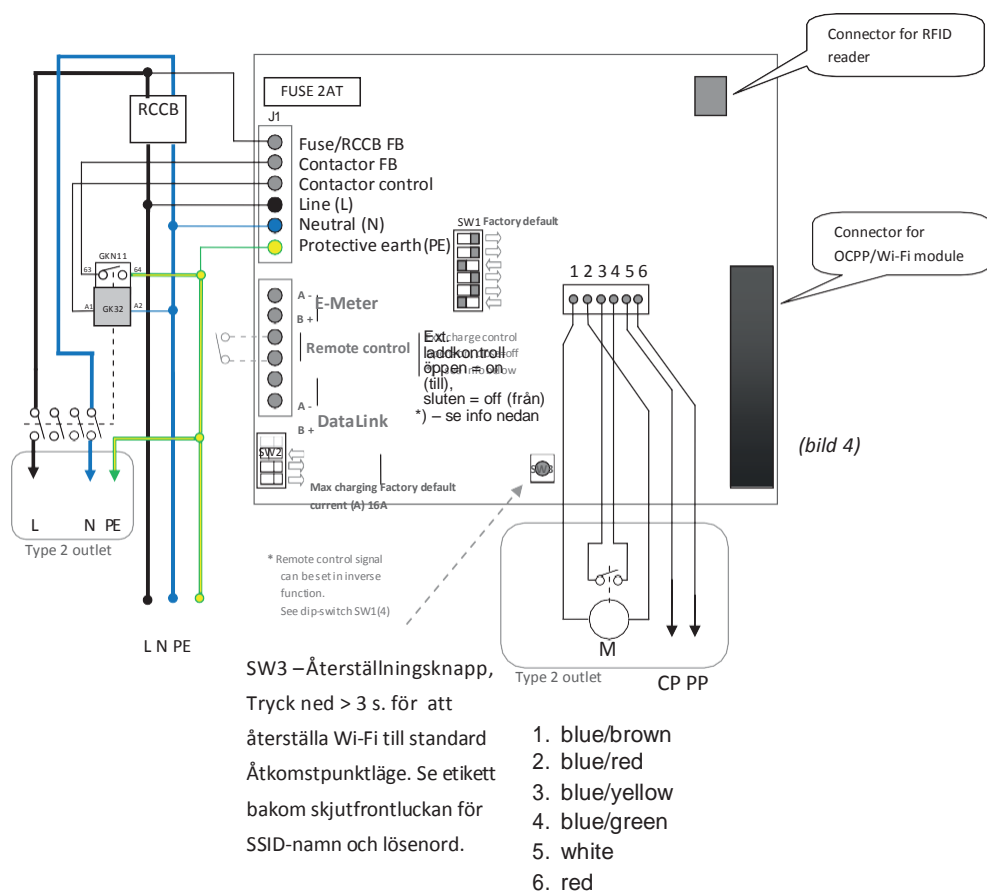 Connector for RFID
reader
FUSE 2AT
RCCB
J1
Fuse/RCCB FB
Contactor FB
Contactor control
Line (L)
Neutral (N)
Protective earth (PE)
SW1 Factory default
Connector for
OCPP/Wi-Fi module
GKN11
63 64
A1 GK32 A2
1 2 3 4 5 6
A -
E-Meter
B +
Remote control
Ext.
laddkontroll
öppen = on
(till),
sluten = off (från)
*) – se info nedan
charge control
A -
DataLink
B +
SW2
SW3
(bild 4)
Max charging Factory default
current (A) 16A
L N PE
Type 2 outlet
* Remote control signal
can be set in inverse
function.
See dip-switch SW1(4)
M
Type 2 outlet
CP PP
L N PE
SW3 –Återställningsknapp,
Tryck ned > 3 s. för att
återställa Wi-Fi till standard
Åtkomstpunktläge. Se etikett
bakom skjutfrontluckan för
SSID-namn och lösenord.
1. blue/brown
2. blue/red
3. blue/yellow
4. blue/green
5. white
6. red